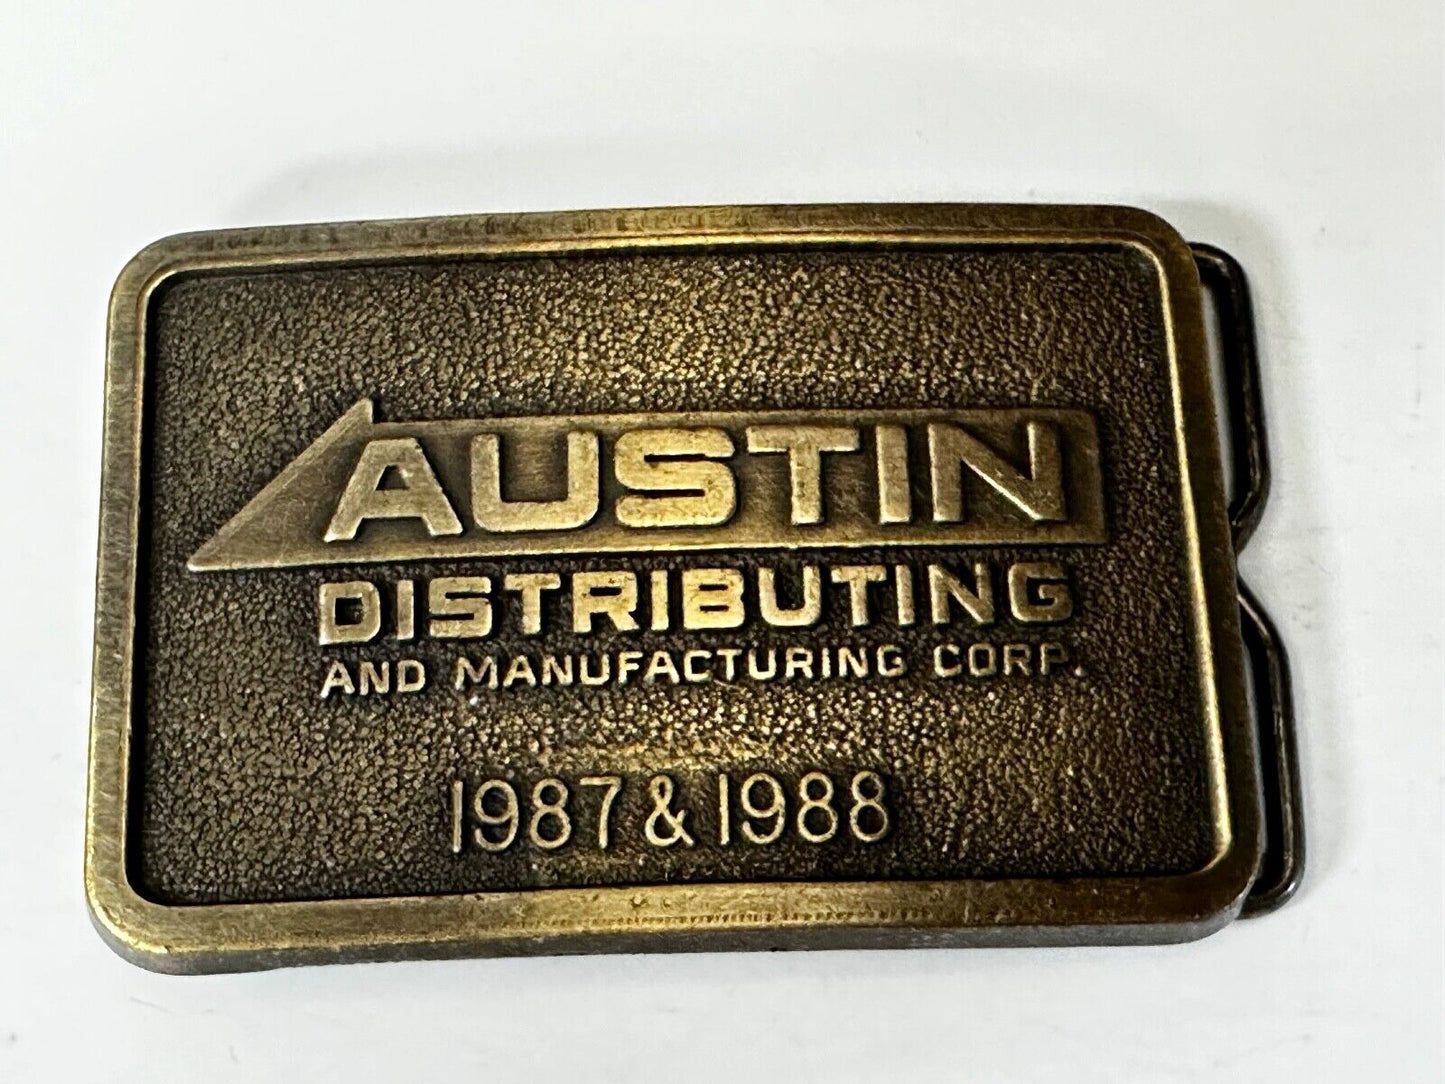 AUSTIN
DISTRIBUTING
AND MANUFACTURING CORP.
1987 & 1988